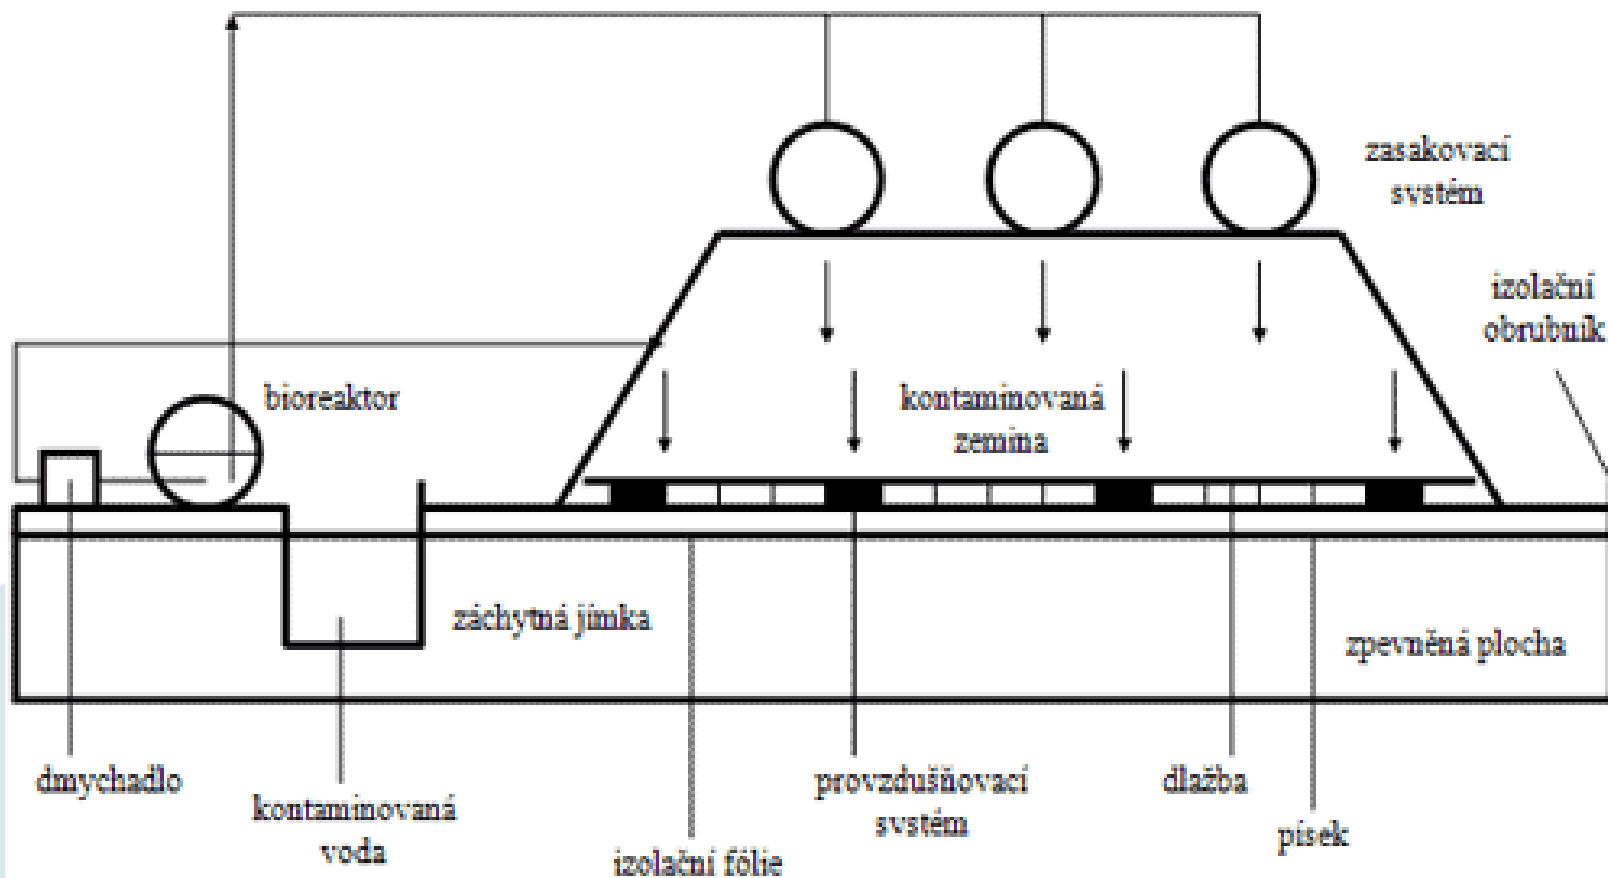 zasakovací
systém
izolační
obrubník
bioreaktor
kontaminovaná
zemina
záchytná jímka
zpevněná plocha
dmychadlo
kontaminovaná
voda
izolační fólie
provzdušňovací
systém
dlažba
písek